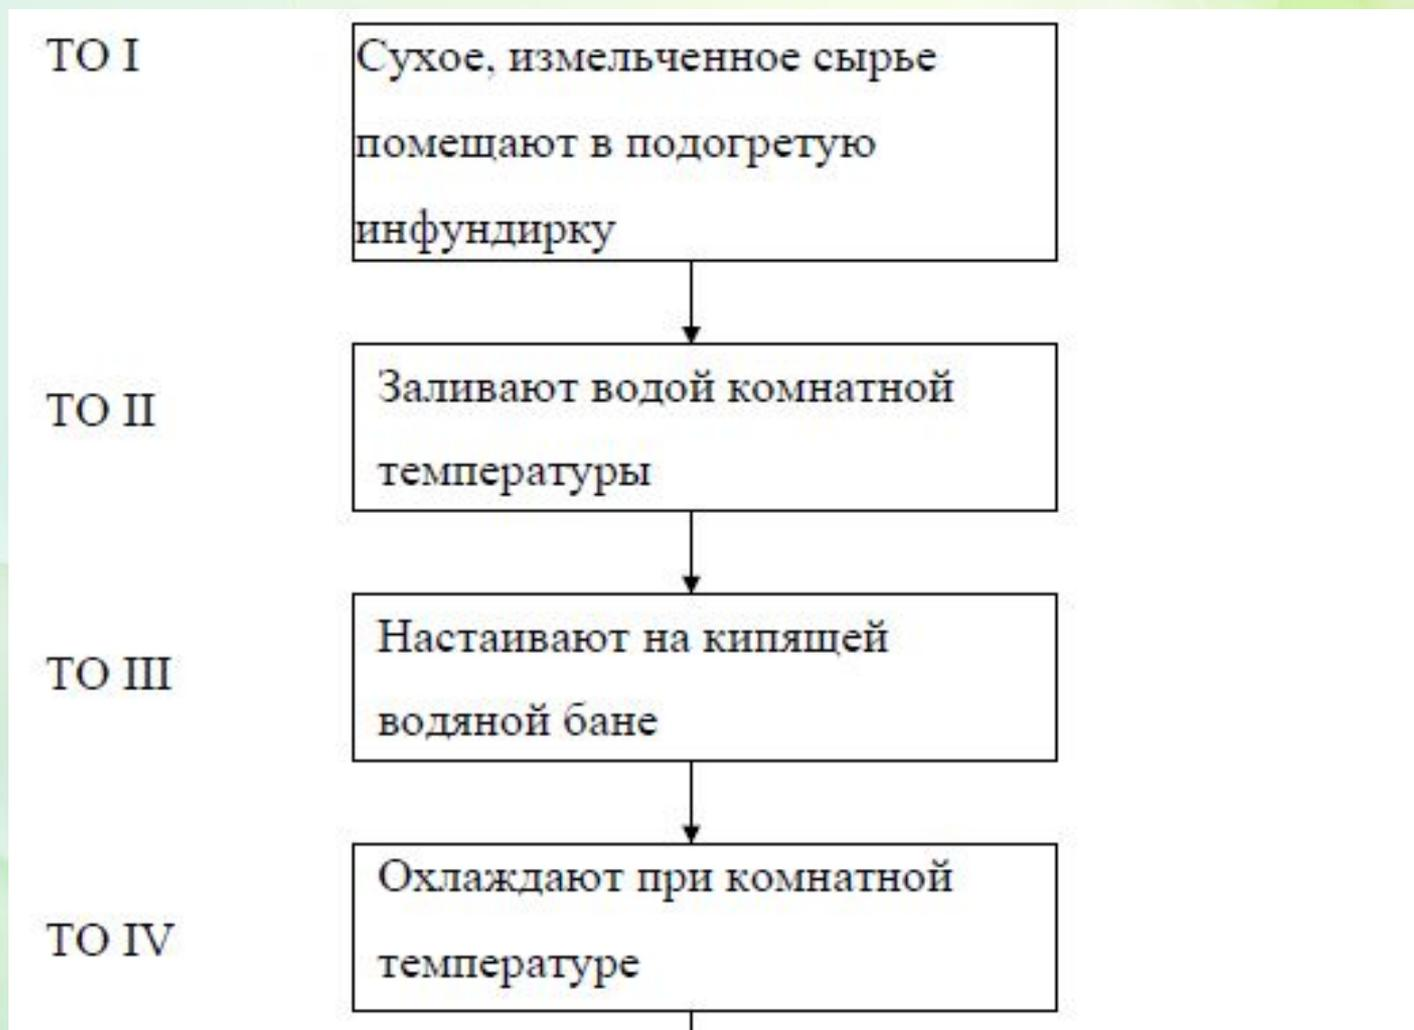 ТО I
Сухое, измельченное сырье
помещают в подогретую
инфундирку
ТО II
Заливают водой комнатной
температуры
ТО III
Настаивают на кипящей
водяной бане
ТО IV
Охлаждают при комнатной
температуре